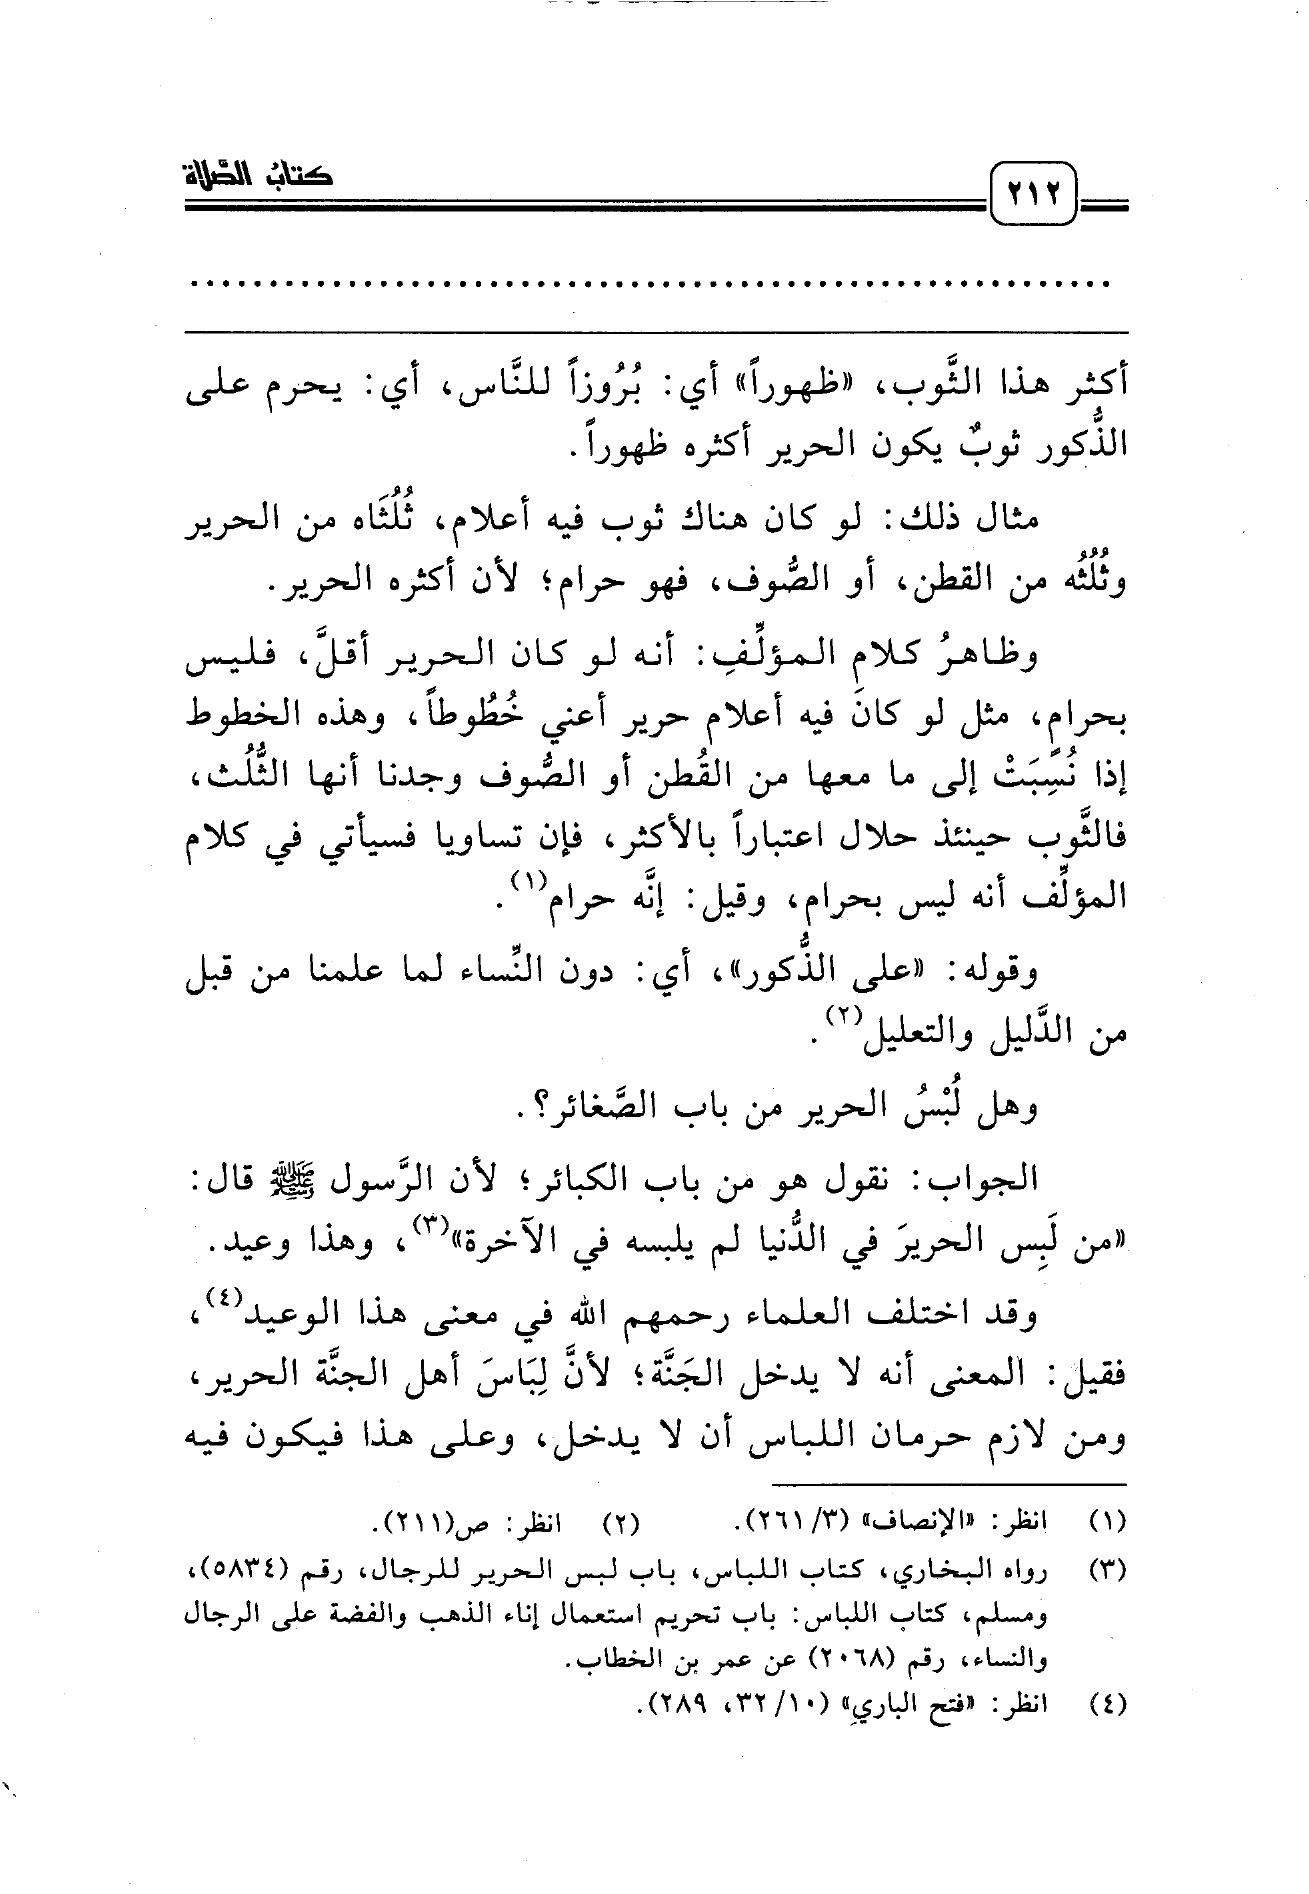 كتابُ الصَّلاة
٢١٢
................................................................
أكثر هذا الثَّوب، «ظهوراً» أي: بُرُوزاً للنَّاس، أي: يحرم على
الذُّكور ثوبٌ يكون الحرير أكثره ظهوراً.
مثال ذلك: لو كان هناك ثوب فيه أعلام، ثُلُثَاه من الحرير
وثُلُثُه من القطن، أو الصُّوف، فهو حرام؛ لأن أكثره الحرير.
وظاهرُ كلام المؤلِّفِ: أنه لو كان الحرير أقلَّ، فليس
بحرام، مثل لو كانَ فيه أعلام حرير أعني خُطُوطاً، وهذه الخطوط
إذا نُسِّبَتْ إلى ما معها من القُطن أو الصُّوف وجدنا أنها الثُّلُث،
فالثَّوب حينئذ حلال اعتباراً بالأكثر، فإن تساويا فسيأتي في كلام
المؤلِّف أنه ليس بحرام، وقيل: إنَّه حرام(١).
وقوله: «على الذُّكور»، أي: دون النِّساء لما علمنا من قبل
من الدَّليل والتعليل(٢).
وهل لُبْسُ الحرير من باب الصَّغائر؟.
الجواب: نقول هو من باب الكبائر؛ لأن الرَّسول ﷺ قال:
«من لَبِس الحريرَ في الدُّنيا لم يلبسه في الآخرة»(٣)، وهذا وعيد.
وقد اختلف العلماء رحمهم الله في معنى هذا الوعيد(٤)،
فقيل: المعنى أنه لا يدخل الجَنَّة؛ لأنَّ لِبَاسَ أهل الجنَّة الحرير،
ومن لازم حرمان اللباس أن لا يدخل، وعلى هذا فيكون فيه
(١) انظر: «الإنصاف» (٣/ ٢٦١). (٢) انظر: ص(٢١١).
(٣) رواه البخاري، كتاب اللباس، باب لبس الحرير للرجال، رقم (٥٨٣٤)،
ومسلم، كتاب اللباس: باب تحريم استعمال إناء الذهب والفضة على الرجال
والنساء، رقم (٢٠٦٨) عن عمر بن الخطاب.
(٤) انظر: «فتح الباري» (١٠/ ٣٢، ٢٨٩).